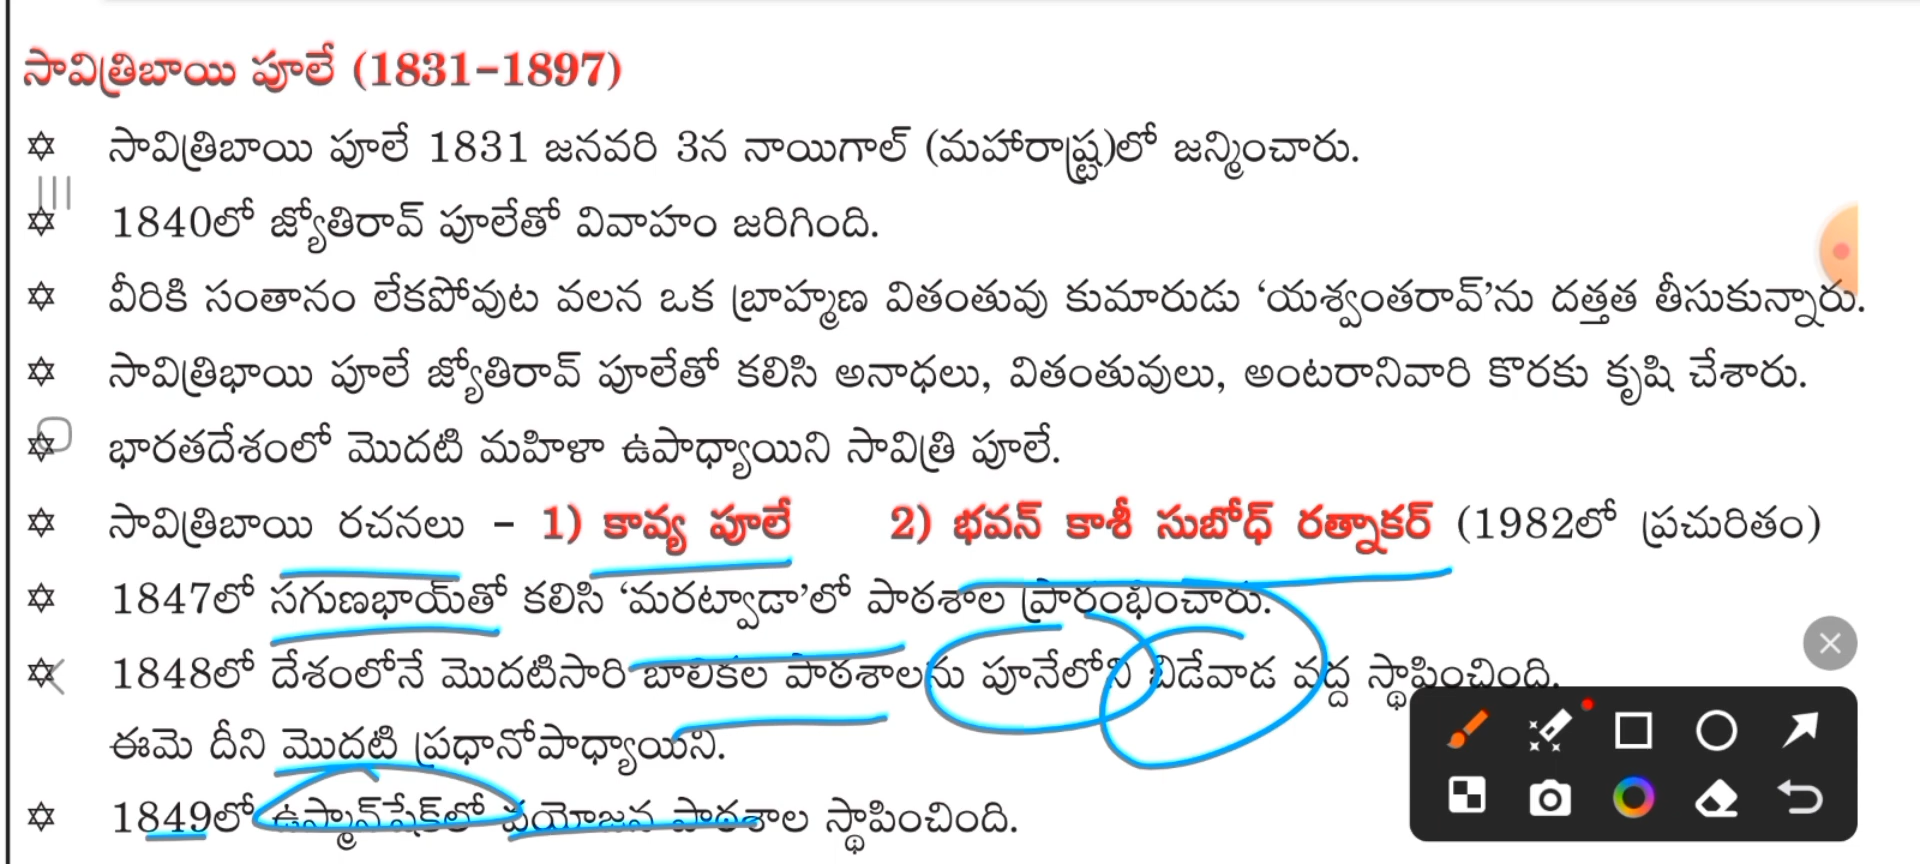 సావిత్రిబాయి పూలే (1831-1897)
✡ సావిత్రిబాయి పూలే 1831 జనవరి 3న నాయిగాల్ (మహారాష్ట్ర)లో జన్మించారు.
✡ 1840లో జ్యోతిరావ్ పూలేతో వివాహం జరిగింది.
✡ వీరికి సంతానం లేకపోవుట వలన ఒక బ్రాహ్మణ వితంతువు కుమారుడు ‘యశ్వంతరావ్’ను దత్తత తీసుకున్నారు.
✡ సావిత్రిభాయి పూలే జ్యోతిరావ్ పూలేతో కలిసి అనాధలు, వితంతువులు, అంటరానివారి కొరకు కృషి చేశారు.
✡ భారతదేశంలో మొదటి మహిళా ఉపాధ్యాయిని సావిత్రి పూలే.
✡ సావిత్రిబాయి రచనలు - 1) కావ్య పూలే 2) భవన్ కాశీ సుబోధ్ రత్నాకర్ (1982లో ప్రచురితం)
✡ 1847లో సగుణభాయ్‌తో కలిసి ‘మరట్వాడా’లో పాఠశాల ప్రారంభించారు.
✡ 1848లో దేశంలోనే మొదటిసారి బాలికల పాఠశాలను పూనేలోని బిడేవాడ వద్ద స్థాపించింది.
ఈమె దీని మొదటి ప్రధానోపాధ్యాయిని.
✡ 1849లో ఉస్మాన్‌షేక్‌లో వయోజన పాఠశాల స్థాపించింది.